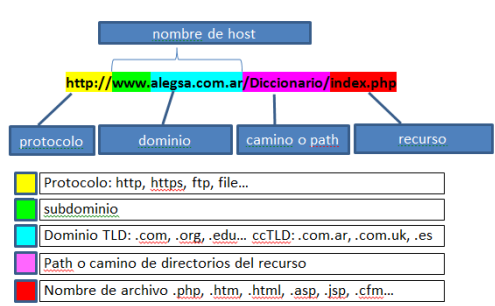 nombre de host
http://www.alegsa.com.ar/Diccionario/index.php
protocolo
dominio
camino o path
recurso
Protocolo: http, https, ftp, file...
subdominio
Dominio TLD: .com, .org, .edu... ccTLD: .com.ar, .com.uk, .es
Path o camino de directorios del recurso
Nombre de archivo .php, .htm, .html, .asp, .jsp, .cfm...